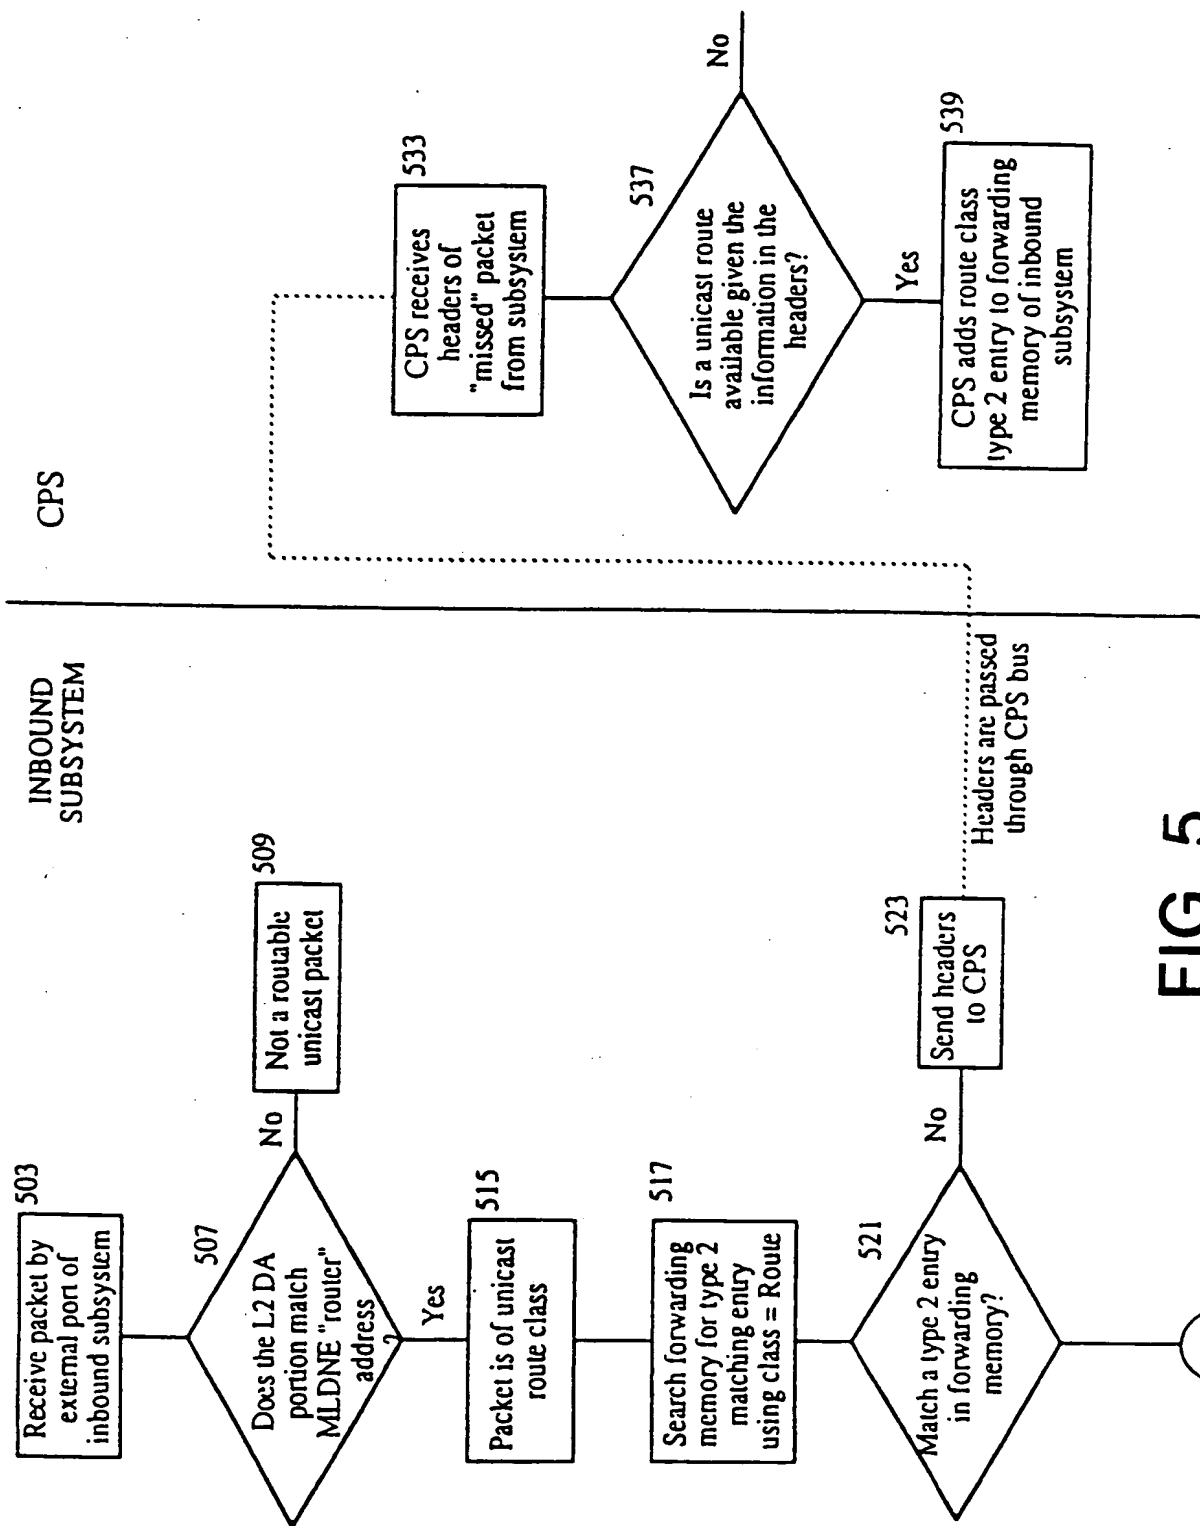 INBOUND
SUBSYSTEM
CPS
503
Receive packet by
external port of
inbound subsystem
507
Does the L2 DA
portion match
MLDNE "router"
address
?
No
509
Not a routable
unicast packet
Yes
515
Packet is of unicast
route class
517
Search forwarding
memory for type 2
matching entry
using class = Route
521
Match a type 2 entry
in forwarding
memory?
No
523
Send headers
to CPS
Headers are passed
through CPS bus
533
CPS receives
headers of
"missed" packet
from subsystem
537
Is a unicast route
available given the
information in the
headers?
No
Yes
539
CPS adds route class
type 2 entry to forwarding
memory of inbound
subsystem
FIG. 5